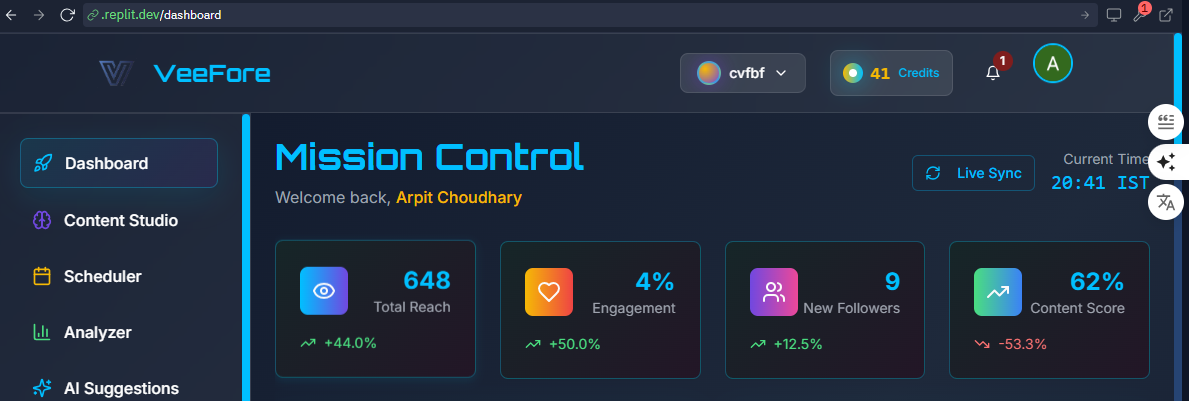 .replit.dev/dashboard
1
VeeFore
cvfbf
41 Credits
1
A
Dashboard
Content Studio
Scheduler
Analyzer
AI Suggestions
Mission Control
Welcome back, Arpit Choudhary
Live Sync
Current Time
20:41 IST
648
Total Reach
+44.0%
4%
Engagement
+50.0%
9
New Followers
+12.5%
62%
Content Score
-53.3%